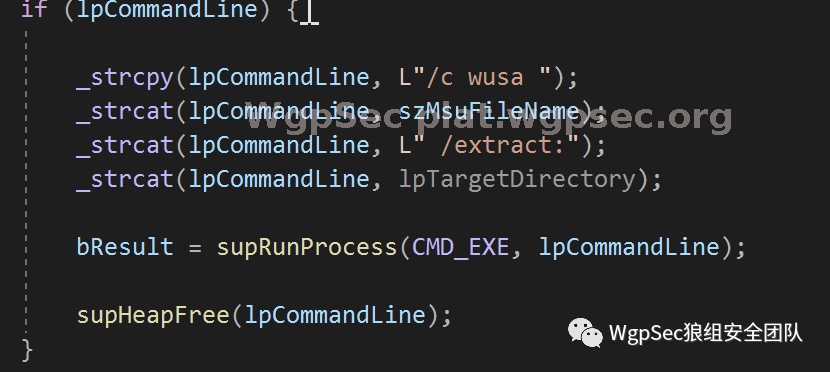 if (lpCommandLine) {
_strcpy(lpCommandLine, L"/c wusa ");
_strcat(lpCommandLine, szMsuFileName);
WgpSec plat.wgpsec.org
_strcat(lpCommandLine, L" /extract:");
_strcat(lpCommandLine, lpTargetDirectory);
bResult = supRunProcess(CMD_EXE, lpCommandLine);
supHeapFree(lpCommandLine);
WgpSec狼组安全团队
}